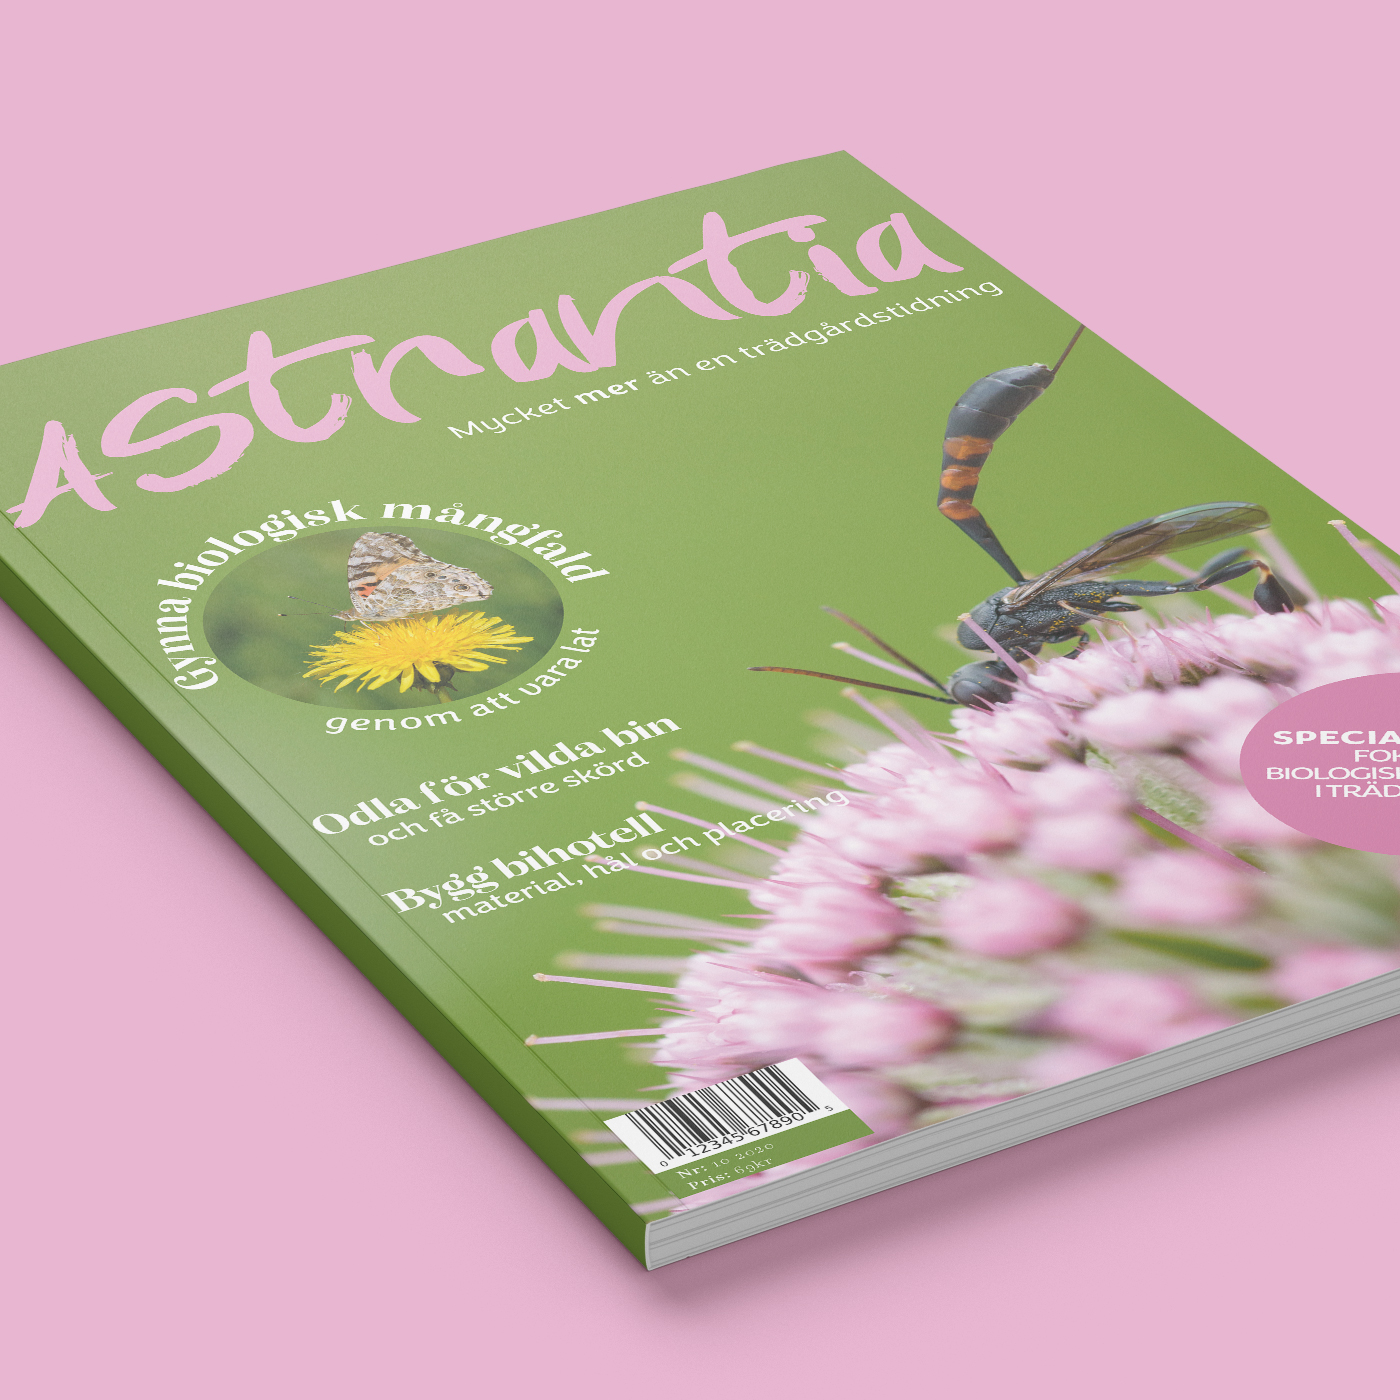 Astrantia
Mycket mer än en trädgårdstidning
Gynna biologisk mångfald
genom att vara lat
Odla för vilda bin
och få större skörd
Bygg bihotell
material, hål och placering
SPECIA
FOK
BIOLOGIS
I TRÄD
0 12345 67890 5
Nr: 10 2020
Pris: 69kr